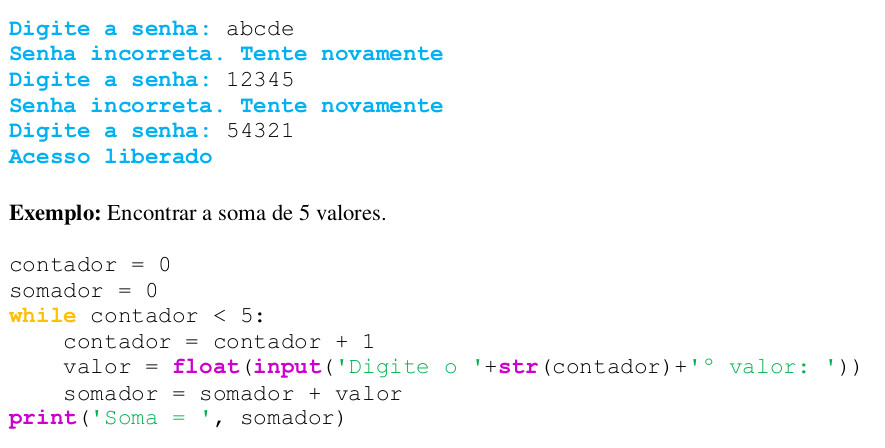 Digite a senha: abcde
Senha incorreta. Tente novamente
Digite a senha: 12345
Senha incorreta. Tente novamente
Digite a senha: 54321
Acesso liberado
Exemplo: Encontrar a soma de 5 valores.
contador = 0
somador = 0
while contador < 5:
    contador = contador + 1
    valor = float(input('Digite o '+str(contador)+'° valor: '))
    somador = somador + valor
print('Soma = ', somador)